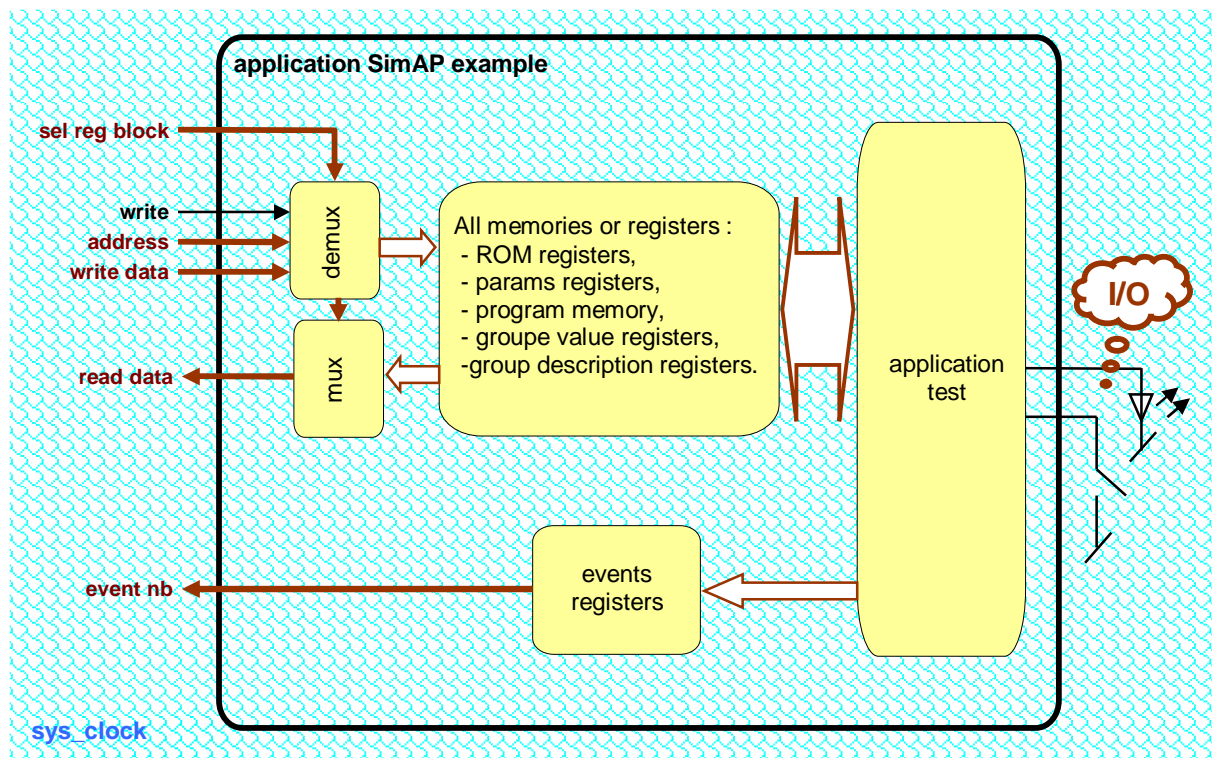 application SimAP example
sel reg block
write
address
write data
demux
All memories or registers :
- ROM registers,
- params registers,
- program memory,
- groupe value registers,
-group description registers.
I/O
mux
read data
application
test
event nb
events
registers
sys_clock